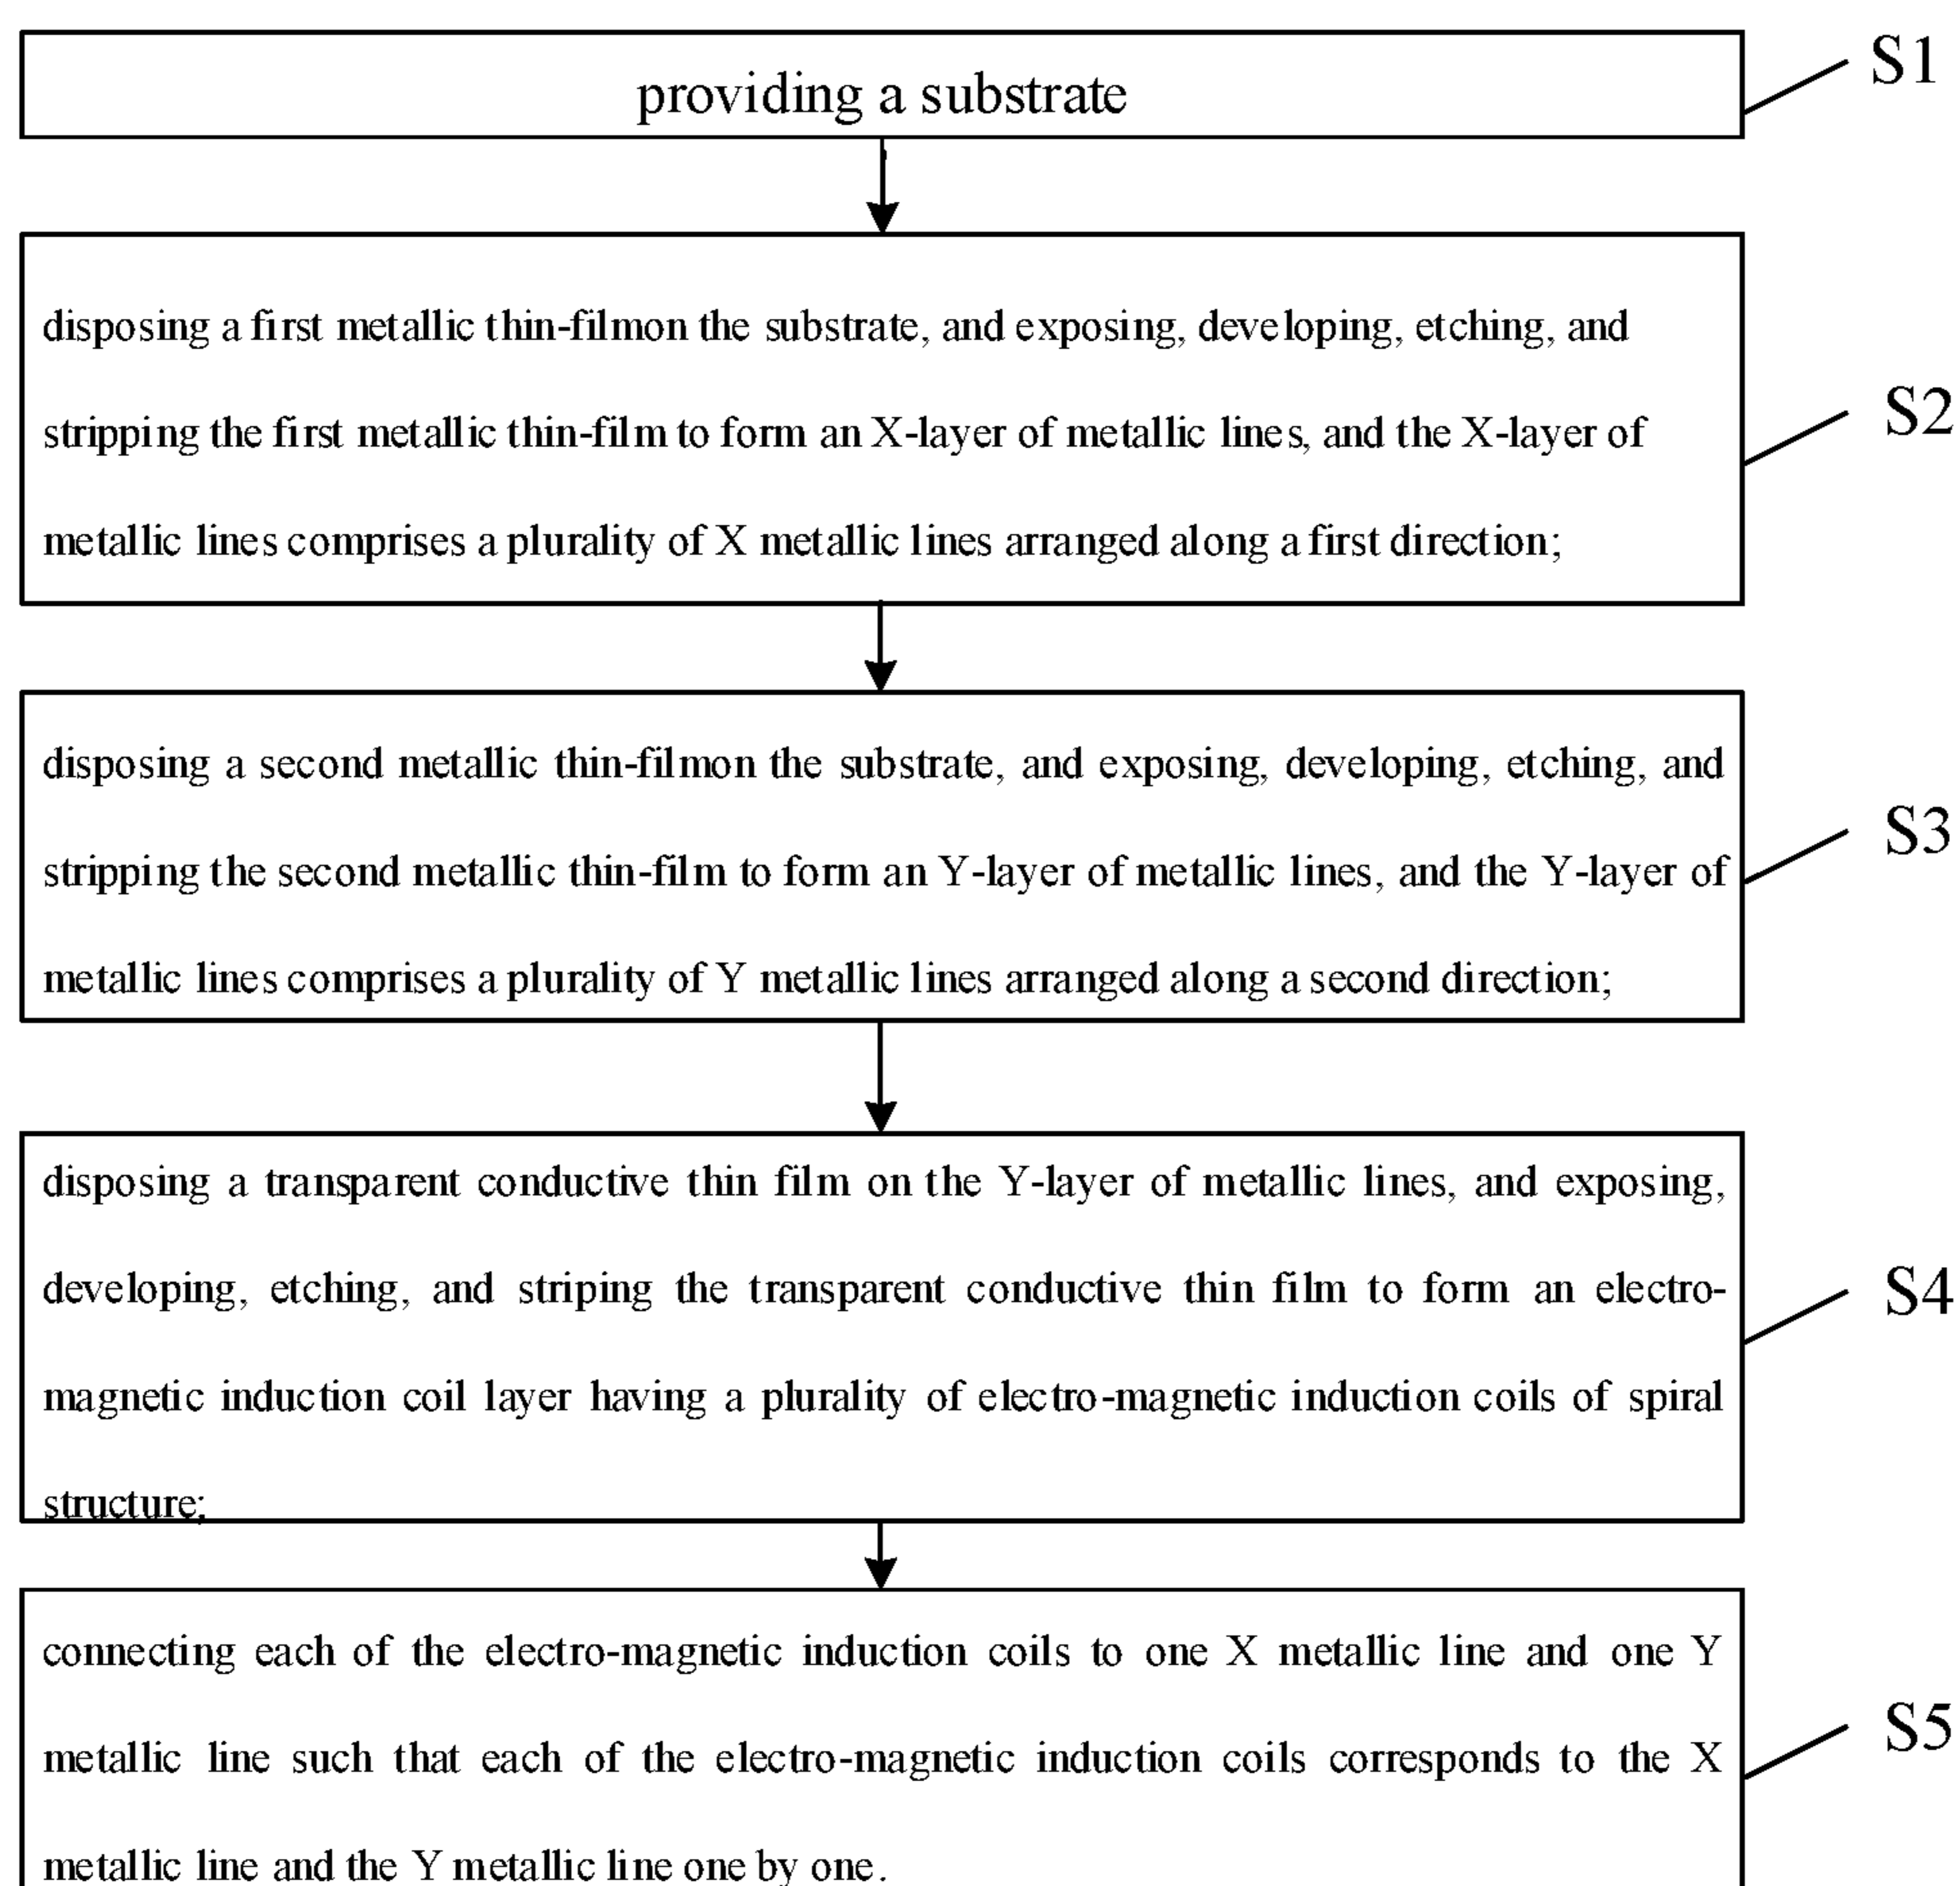 providing a substrate
S1
disposing a first metallic thin-filmon the substrate, and exposing, developing, etching, and
stripping the first metallic thin-film to form an X-layer of metallic lines, and the X-layer of
metallic lines comprises a plurality of X metallic lines arranged along a first direction;
S2
disposing a second metallic thin-filmon the substrate, and exposing, developing, etching, and
stripping the second metallic thin-film to form an Y-layer of metallic lines, and the Y-layer of
metallic lines comprises a plurality of Y metallic lines arranged along a second direction;
S3
disposing a transparent conductive thin film on the Y-layer of metallic lines, and exposing,
developing, etching, and striping the transparent conductive thin film to form an electro-
magnetic induction coil layer having a plurality of electro-magnetic induction coils of spiral
structure;
S4
connecting each of the electro-magnetic induction coils to one X metallic line and one Y
metallic line such that each of the electro-magnetic induction coils corresponds to the X
metallic line and the Y metallic line one by one.
S5